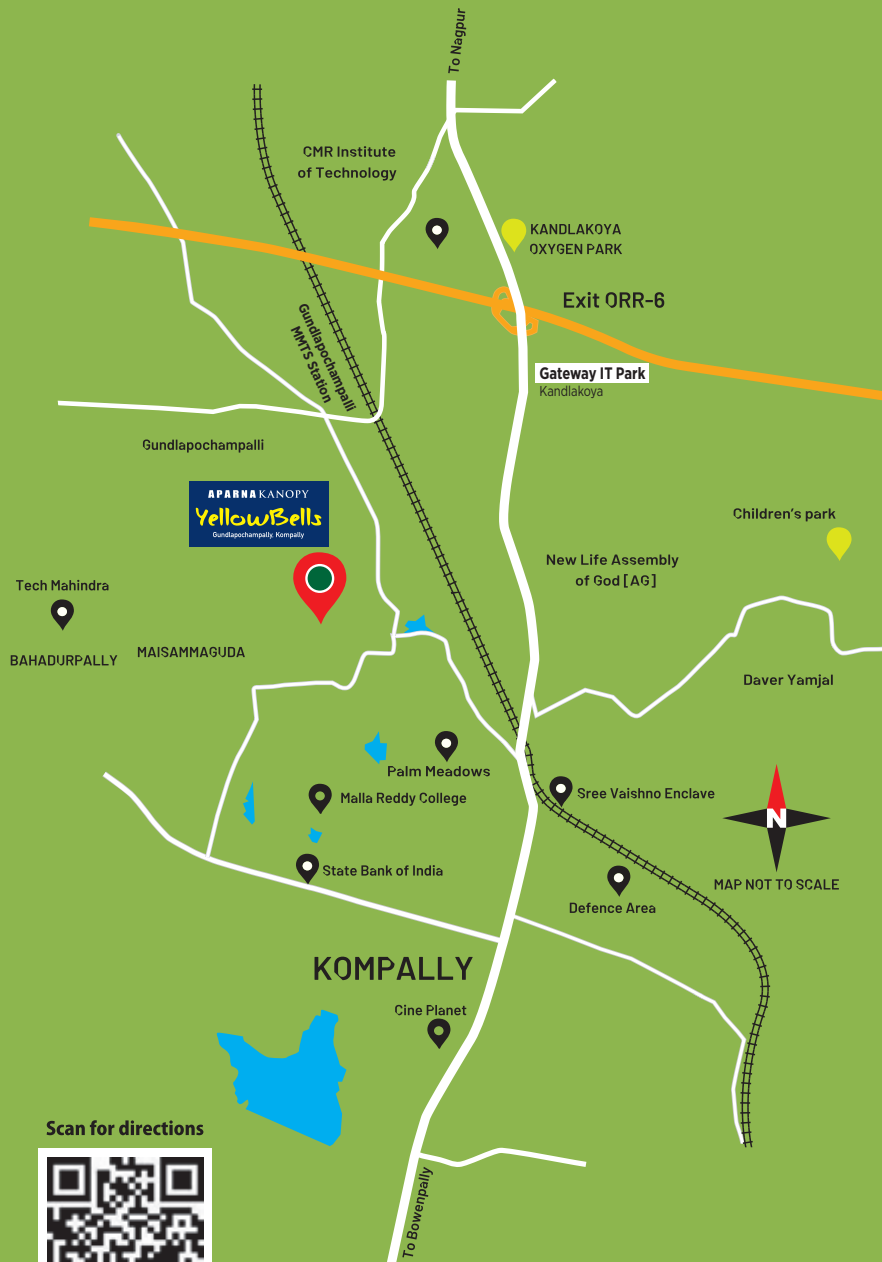 To Nagpur
CMR Institute
of Technology
KANDLAKOYA
OXYGEN PARK
Exit ORR-6
Gundlapochampalli
MMTS Station
Gateway IT Park
Kandlakoya
Gundlapochampalli
APARNA KANOPY
YellowBells
Gundlapochampally, Kompally
Children's park
New Life Assembly
of God [AG]
Tech Mahindra
BAHADURPALLY
MAISAMMAGUDA
Daver Yamjal
Palm Meadows
Malla Reddy College
Sree Vaishno Enclave
N
State Bank of India
MAP NOT TO SCALE
Defence Area
KOMPALLY
Cine Planet
Scan for directions
To Bowenpally